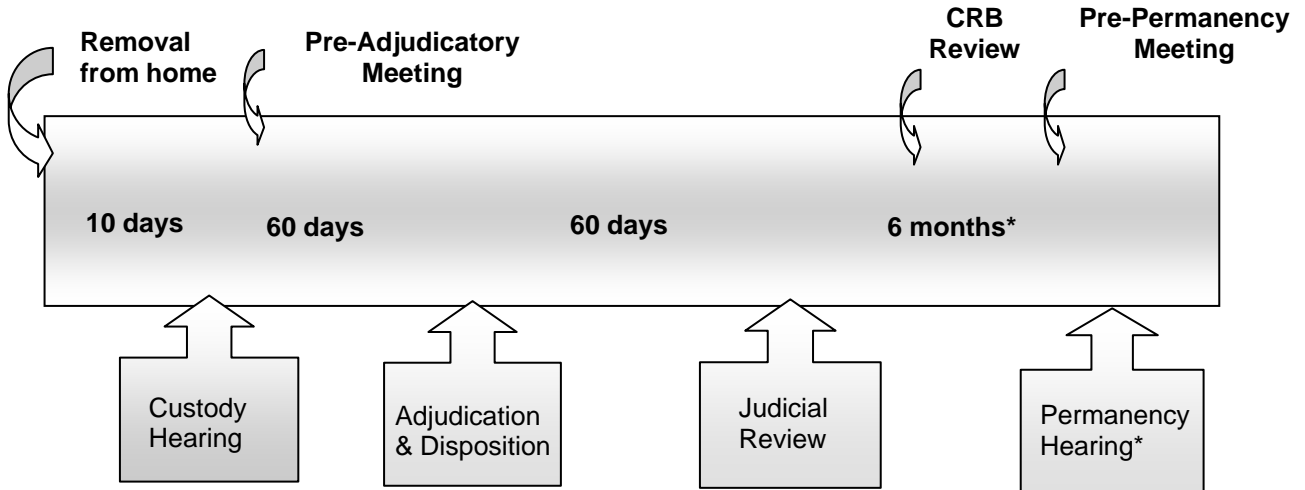 Removal
from home
Pre-Adjudicatory
Meeting
CRB
Review
Pre-Permanency
Meeting
10 days
60 days
60 days
6 months*
Custody
Hearing
Adjudication
& Disposition
Judicial
Review
Permanency
Hearing*